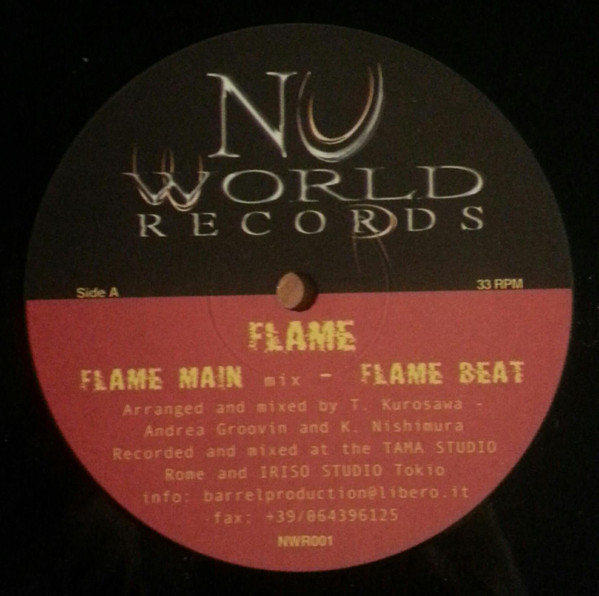 NU
WORLD
RECORDS
Side A
33 RPM
FLAME
FLAME MAIN mix - FLAME BEAT
Arranged and mixed by T. Kurosawa -
Andrea Groovin and K. Nishimura
Recorded and mixed at the TAMA STUDIO
Rome and IRISO STUDIO Tokio
info: barrelproduction@libero.it
fax: +39/064396125
NWR001